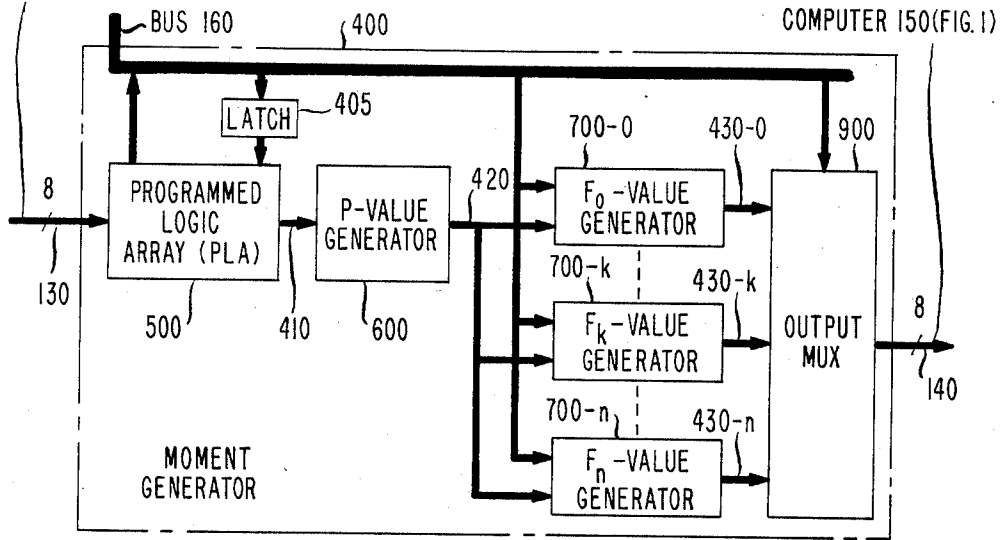 BUS 160
400
COMPUTER 150(FIG.1)
405
LATCH
700-0
430-0
900
8
PROGRAMMED
LOGIC
ARRAY (PLA)
P-VALUE
GENERATOR
420
F0-VALUE
GENERATOR
130
500
410
600
700-k
430-k
Fk-VALUE
GENERATOR
OUTPUT
MUX
8
140
700-n
430-n
Fn-VALUE
GENERATOR
MOMENT
GENERATOR